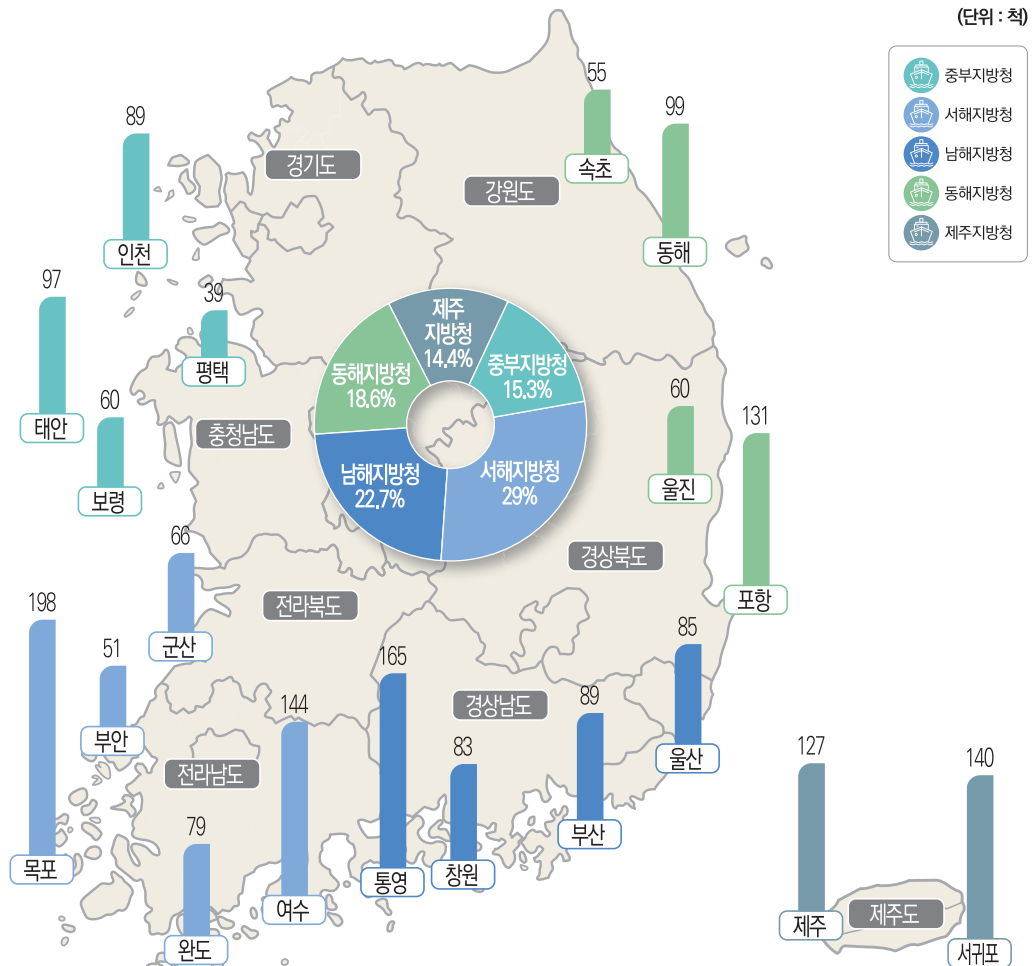 (단위 : 척)
중부지방청
서해지방청
남해지방청
동해지방청
제주지방청
55
속초
99
동해
89
인천
경기도
강원도
97
태안
39
평택
60
보령
충청남도
제주
지방청
14.4%
중부지방청
15.3%
동해지방청
18.6%
남해지방청
22.7%
서해지방청
29%
60
울진
131
포항
경상북도
66
군산
전라북도
198
목포
51
부안
165
통영
경상남도
85
울산
144
여수
83
창원
89
부산
전라남도
79
완도
127
제주
140
서귀포
제주도